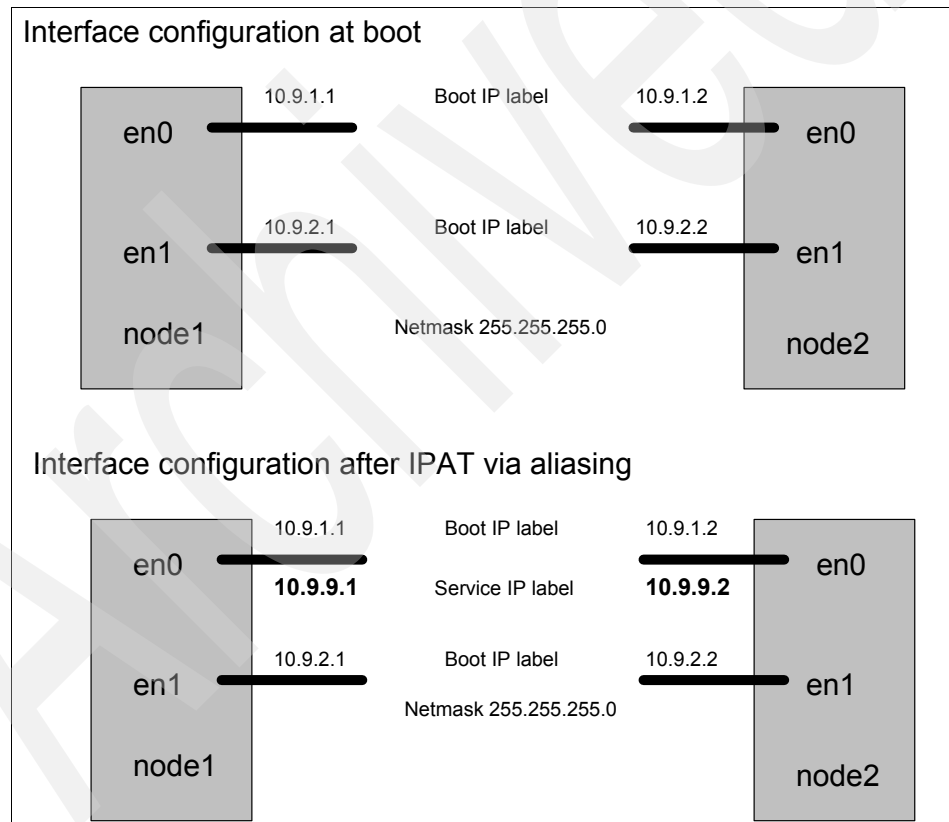 Interface configuration at boot
10.9.1.1 Boot IP label 10.9.1.2
en0 en0
10.9.2.1 Boot IP label 10.9.2.2
en1 en1
node1 Netmask 255.255.255.0 node2
Interface configuration after IPAT via aliasing
10.9.1.1 Boot IP label 10.9.1.2
en0 en0
10.9.9.1 Service IP label 10.9.9.2
10.9.2.1 Boot IP label 10.9.2.2
en1 en1
Netmask 255.255.255.0
node1 node2